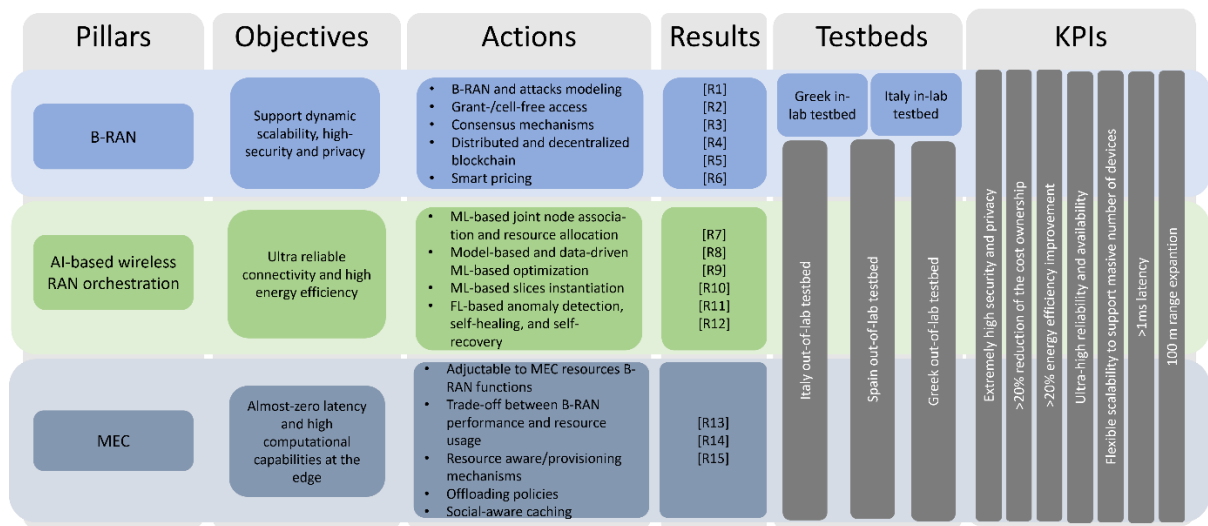 Pillars
Objectives
Actions
Results
Testbeds
KPIs
B-RAN
Support dynamic
scalability, high-
security and privacy
• B-RAN and attacks modeling
• Grant-/cell-free access
• Consensus mechanisms
• Distributed and decentralized
blockchain
• Smart pricing
[R1]
[R2]
[R3]
[R4]
[R5]
[R6]
Greek in-
lab testbed
Italy in-lab
testbed
AI-based wireless
RAN orchestration
Ultra reliable
connectivity and high
energy efficiency
• ML-based joint node associa-
tion and resource allocation
• Model-based and data-driven
• ML-based optimization
• ML-based slices instantiation
• FL-based anomaly detection,
self-healing, and self-
recovery
[R7]
[R8]
[R9]
[R10]
[R11]
[R12]
MEC
Almost-zero latency
and high
computational
capabilities at the
edge
• Adjuctable to MEC resources B-
RAN functions
• Trade-off between B-RAN
performance and resource
usage
• Resource aware/provisioning
mechanisms
• Offloading policies
• Social-aware caching
[R13]
[R14]
[R15]
Italy out-of-lab testbed
Spain out-of-lab testbed
Greek out-of-lab testbed
Extremely high security and privacy
>20% reduction of the cost ownership
>20% energy efficiency improvement
Ultra-high reliability and availability
Flexible scalability to support masive number of devices
>1ms latency
100 m range expantion